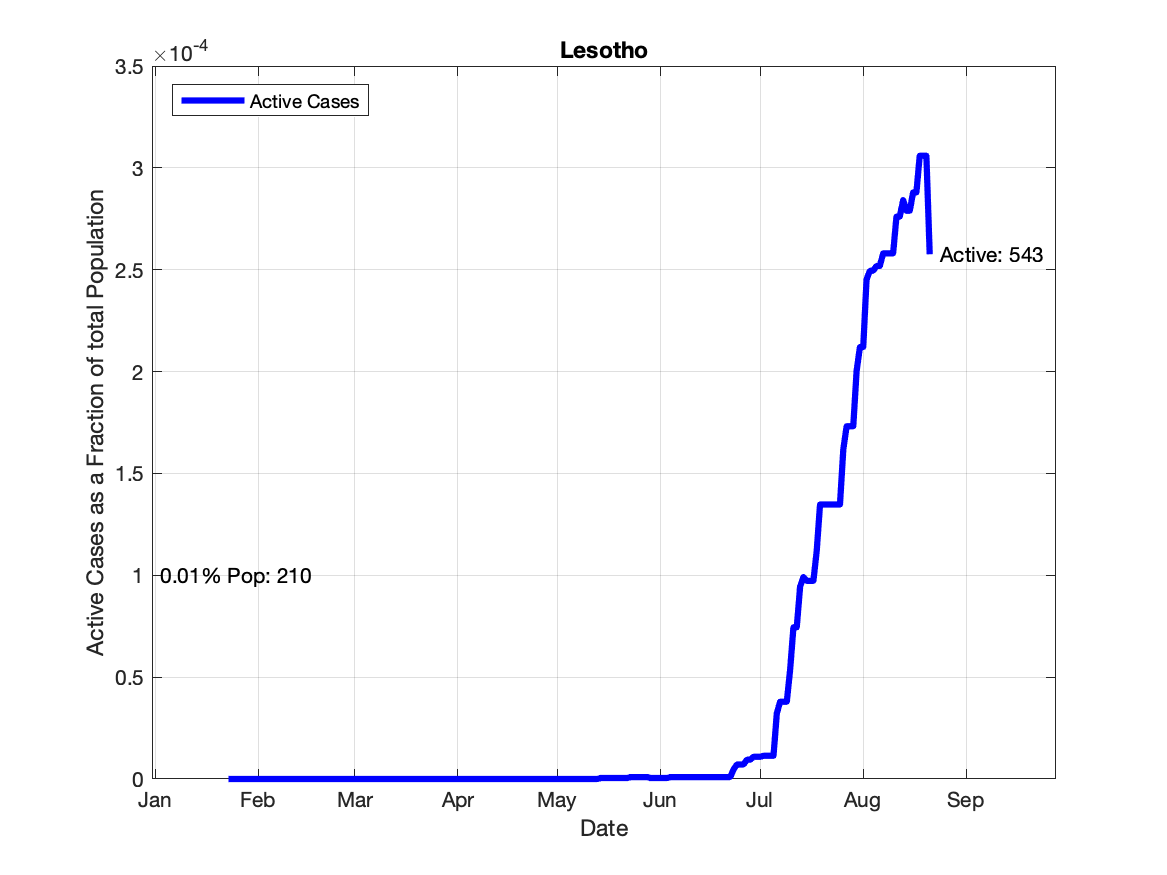 Lesotho
×10^-4
3.5
3
2.5
2
1.5
1
0.5
0
Active Cases
Active: 543
0.01% Pop: 210
Active Cases as a Fraction of total Population
Jan Feb Mar Apr May Jun Jul Aug Sep
Date